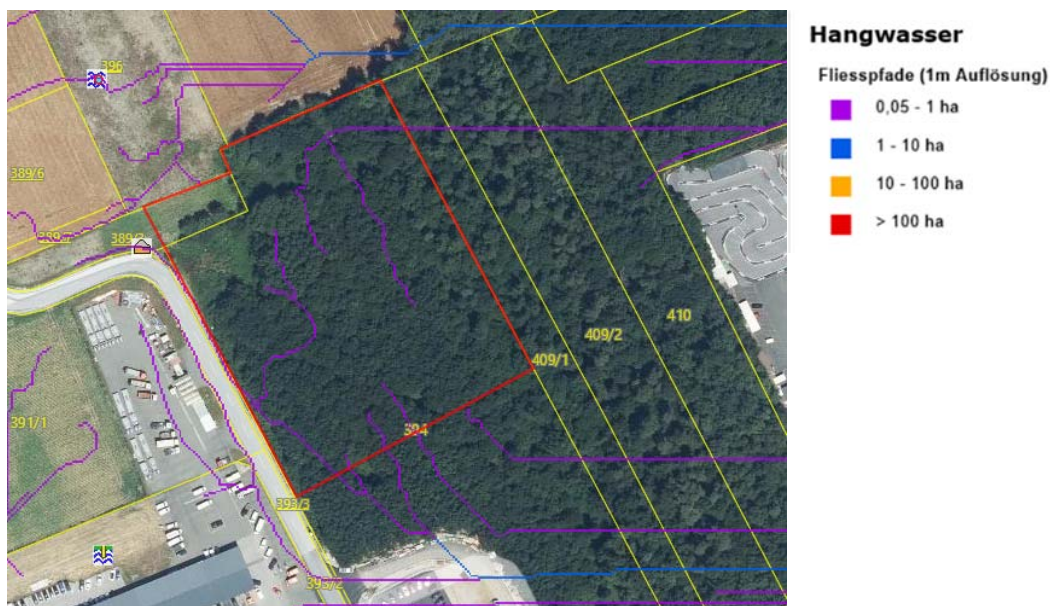 Hangwasser
Fliesspfade (1m Auflösung)
0,05 - 1 ha
1 - 10 ha
10 - 100 ha
> 100 ha
396
389/6
389/2
410
409/2
409/1
391/1
394
393/3
393/2